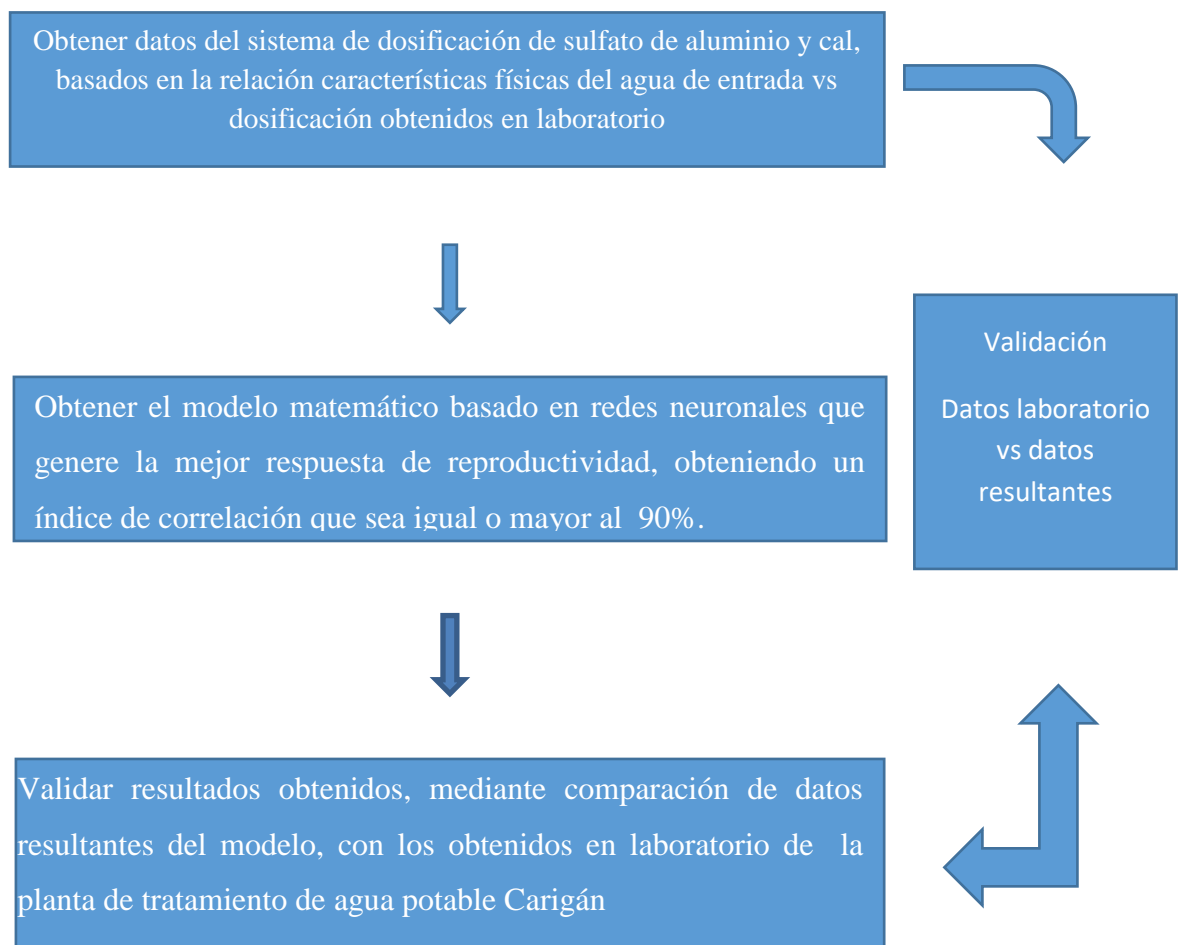 Obtener datos del sistema de dosificación de sulfato de aluminio y cal,
basados en la relación características físicas del agua de entrada vs
dosificación obtenidos en laboratorio
Obtener el modelo matemático basado en redes neuronales que
genere la mejor respuesta de reproductividad, obteniendo un
índice de correlación que sea igual o mayor al 90%.
Validación
Datos laboratorio
vs datos
resultantes
Validar resultados obtenidos, mediante comparación de datos
resultantes del modelo, con los obtenidos en laboratorio de la
planta de tratamiento de agua potable Carigán